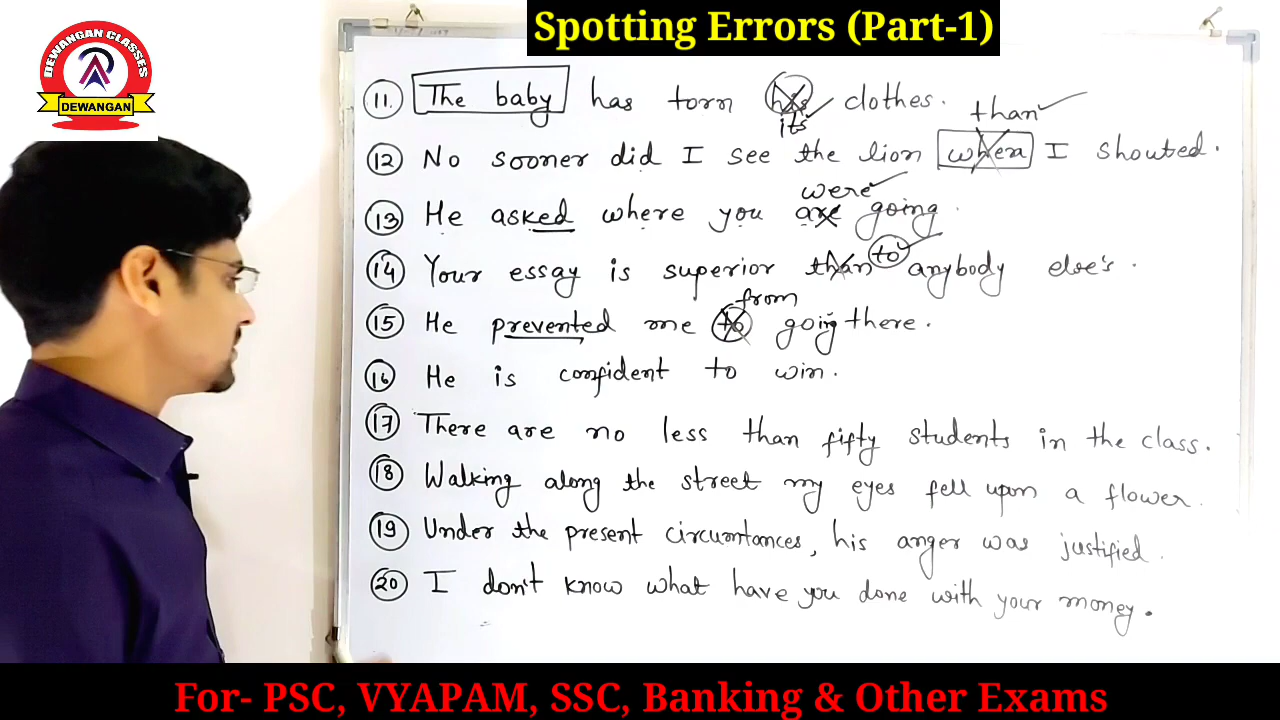 Spotting Errors (Part-1)
DEWANGAN CLASSES
DEWANGAN
11. The baby has torn his clothes.
its
than
12 No sooner did I see the lion when I shouted.
were
13 He asked where you are going.
to
14 Your essay is superior than anybody else's.
from
15 He prevented me to going there.
16 He is confident to win.
17 There are no less than fifty students in the class.
18 Walking along the street my eyes fell upon a flower.
19 Under the present circumtances, his anger was justified.
20 I don't know what have you done with your money.
For- PSC, VYAPAM, SSC, Banking & Other Exams